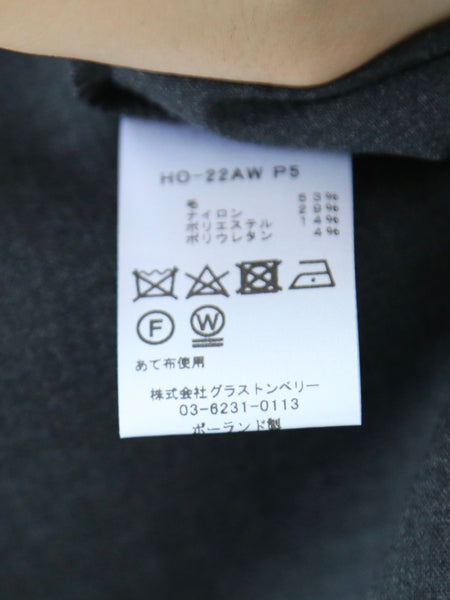 HO-22AW P5
毛 53%
ナイロン 29%
ポリエステル 14%
ポリウレタン 4%
F W
あて布使用
株式会社グラストンベリー
03-6231-0113
ポーランド製